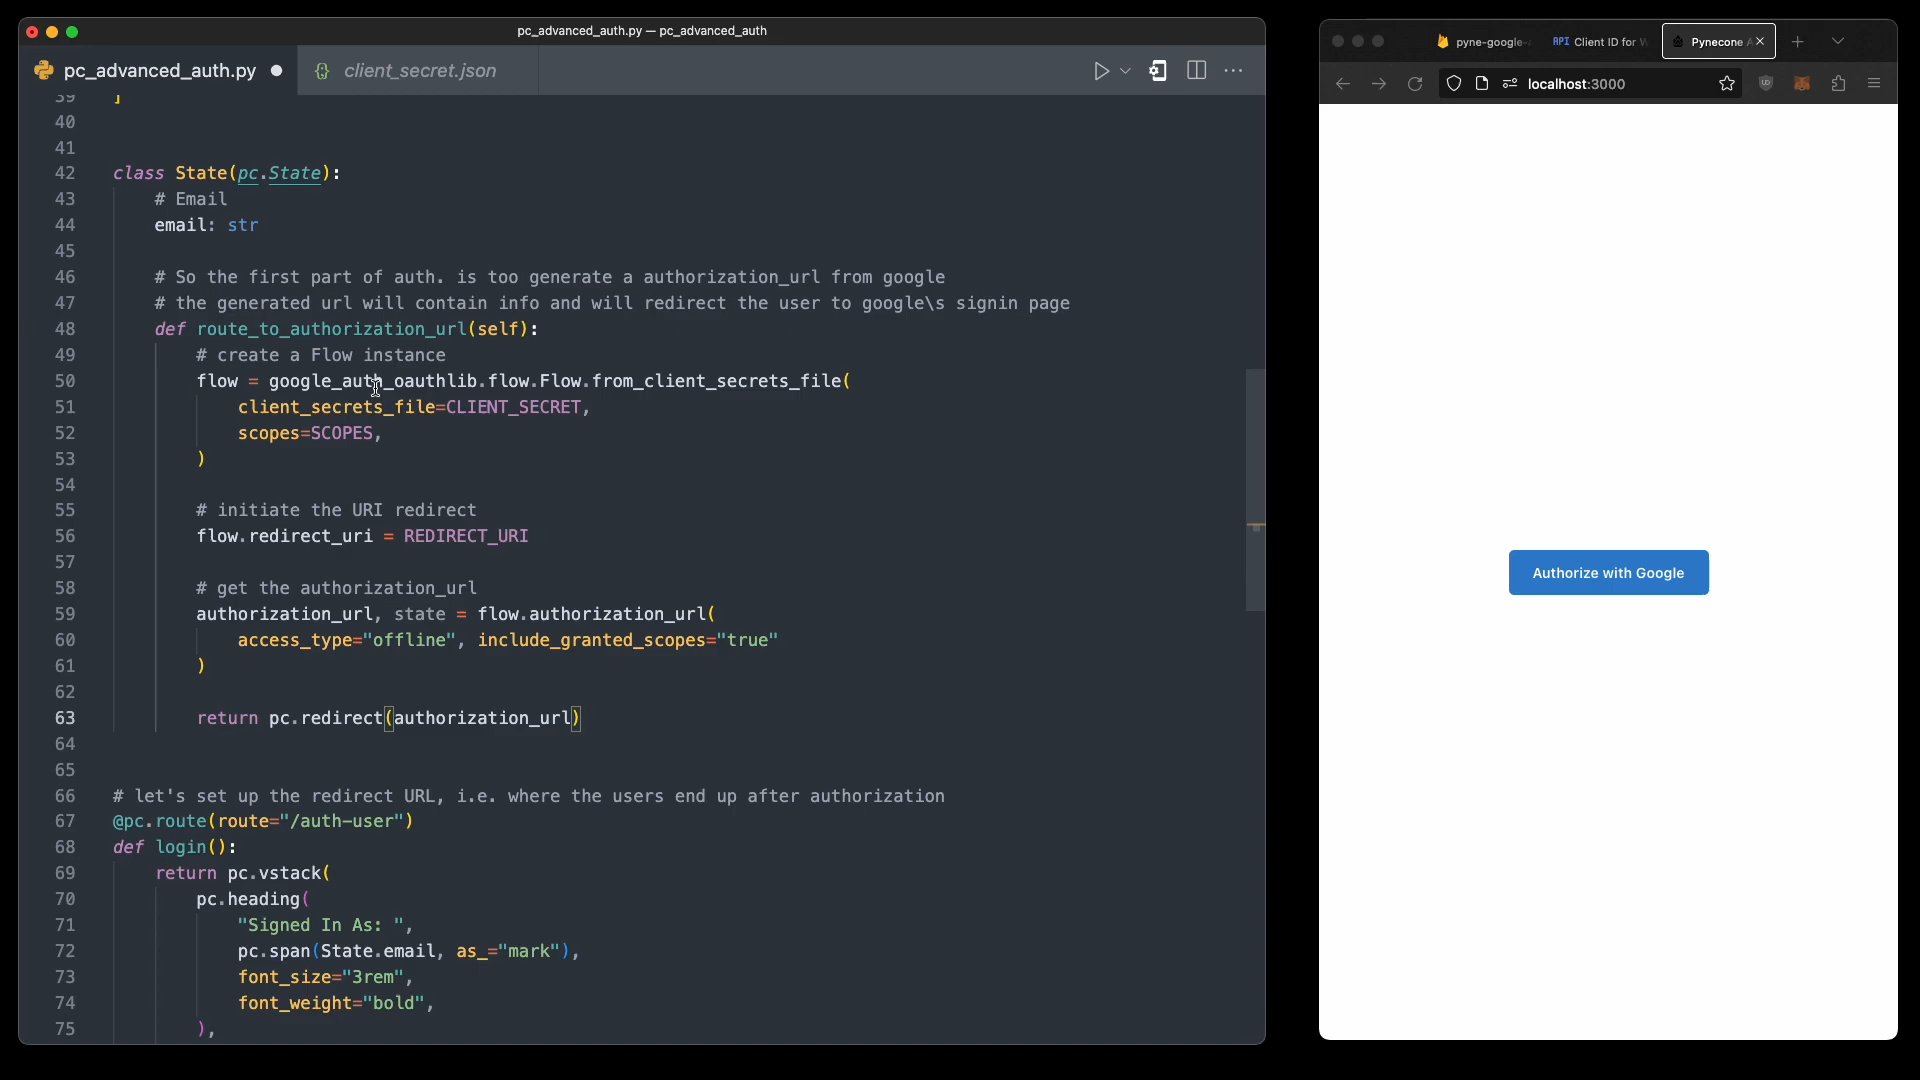 pc_advanced_auth.py — pc_advanced_auth
pc_advanced_auth.py
client_secret.json
39 ]
40
41
42 class State(pc.State):
43 # Email
44 email: str
45
46 # So the first part of auth. is too generate a authorization_url from google
47 # the generated url will contain info and will redirect the user to google\s signin page
48 def route_to_authorization_url(self):
49 # create a Flow instance
50 flow = google_auth_oauthlib.flow.Flow.from_client_secrets_file(
51 client_secrets_file=CLIENT_SECRET,
52 scopes=SCOPES,
53 )
54
55 # initiate the URI redirect
56 flow.redirect_uri = REDIRECT_URI
57
58 # get the authorization_url
59 authorization_url, state = flow.authorization_url(
60 access_type="offline", include_granted_scopes="true"
61 )
62
63 return pc.redirect(authorization_url)
64
65
66 # let's set up the redirect URL, i.e. where the users end up after authorization
67 @pc.route(route="/auth-user")
68 def login():
69 return pc.vstack(
70 pc.heading(
71 "Signed In As: ",
72 pc.span(State.email, as_="mark"),
73 font_size="3rem",
74 font_weight="bold",
75 ),
pyne-google-
API Client ID for
Pynecone
localhost:3000
Authorize with Google